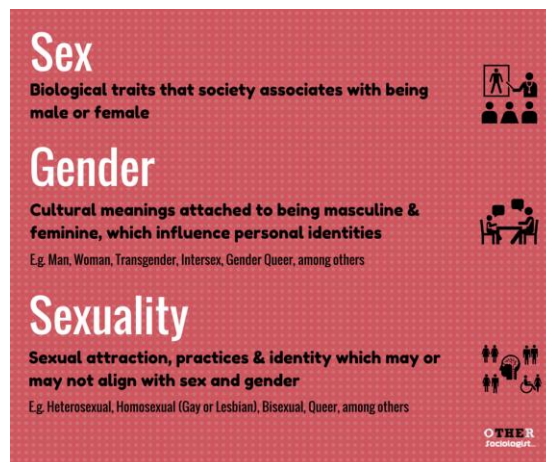 Sex
Biological traits that society associates with being
male or female
Gender
Cultural meanings attached to being masculine &
feminine, which influence personal identities
E.g. Man, Woman, Transgender, Intersex, Gender Queer, among others
Sexuality
Sexual attraction, practices & identity which may or
may not align with sex and gender
E.g. Heterosexual, Homosexual (Gay or Lesbian), Bisexual, Queer, among others
OTHER
Sociologist...